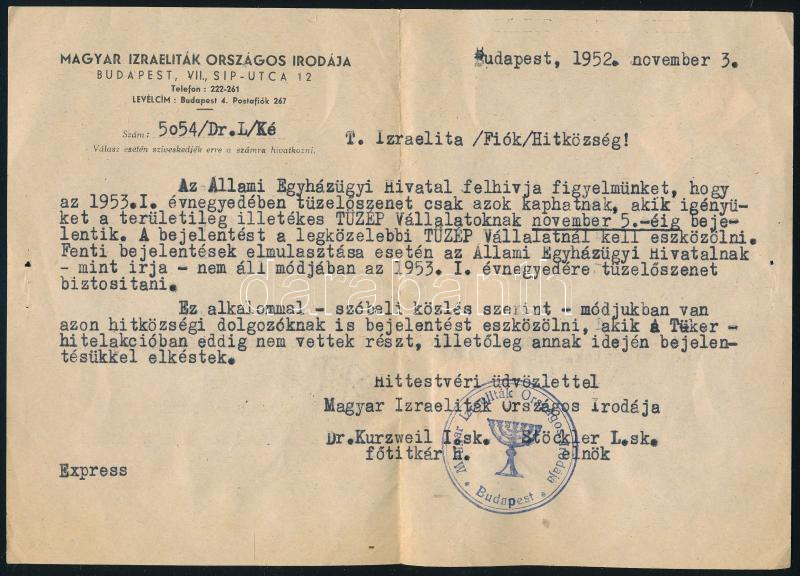 MAGYAR IZRAELITÁK ORSZÁGOS IRODÁJA
BUDAPEST, VII., SIP-UTCA 12
Telefon: 222-261
LEVÉLCÍM: Budapest 4. Postafiók 267
Budapest, 1952. november 3.
Szám: 5o54/Dr.L/Ké
Válasz esetén szíveskedjék erre a számra hivatkozni.
T. Izraelita /Fiók/Hitközség!
Az Állami Egyházügyi Hivatal felhivja figyelmünket, hogy
az 1953.I. évnegyedében tüzelőszenet csak azok kaphatnak, akik igényü-
ket a területileg illetékes TÜZÉP Vállalatoknak november 5.-éig beje-
lentik. A bejelentést a legközelebbi TÜZÉP Vállalatnál kell eszközölni.
Fenti bejelentések elmulasztása esetén az Állami Egyházügyi Hivatalnak
- mint irja - nem áll módjában az 1953. I. évnegyedére tüzelőszenet
biztositani.
Ez alkalommal - szóbeli közlés szerint - módjukban van
azon hitközségi dolgozóknak is bejelentést eszközölni, akik a Tüker -
hitelakcióban eddig nem vettek részt, illetőleg annak idején bejelen-
tésükkel elkéstek.
Hittestvéri üdvözlettel
Magyar Izraeliták Országos Irodája
Dr.Kurzweil I.sk. Stöckler L.sk.
főtitkár h. elnök
Express
Magyar Izraeliták Országos Irodája
* Budapest *
darabanth